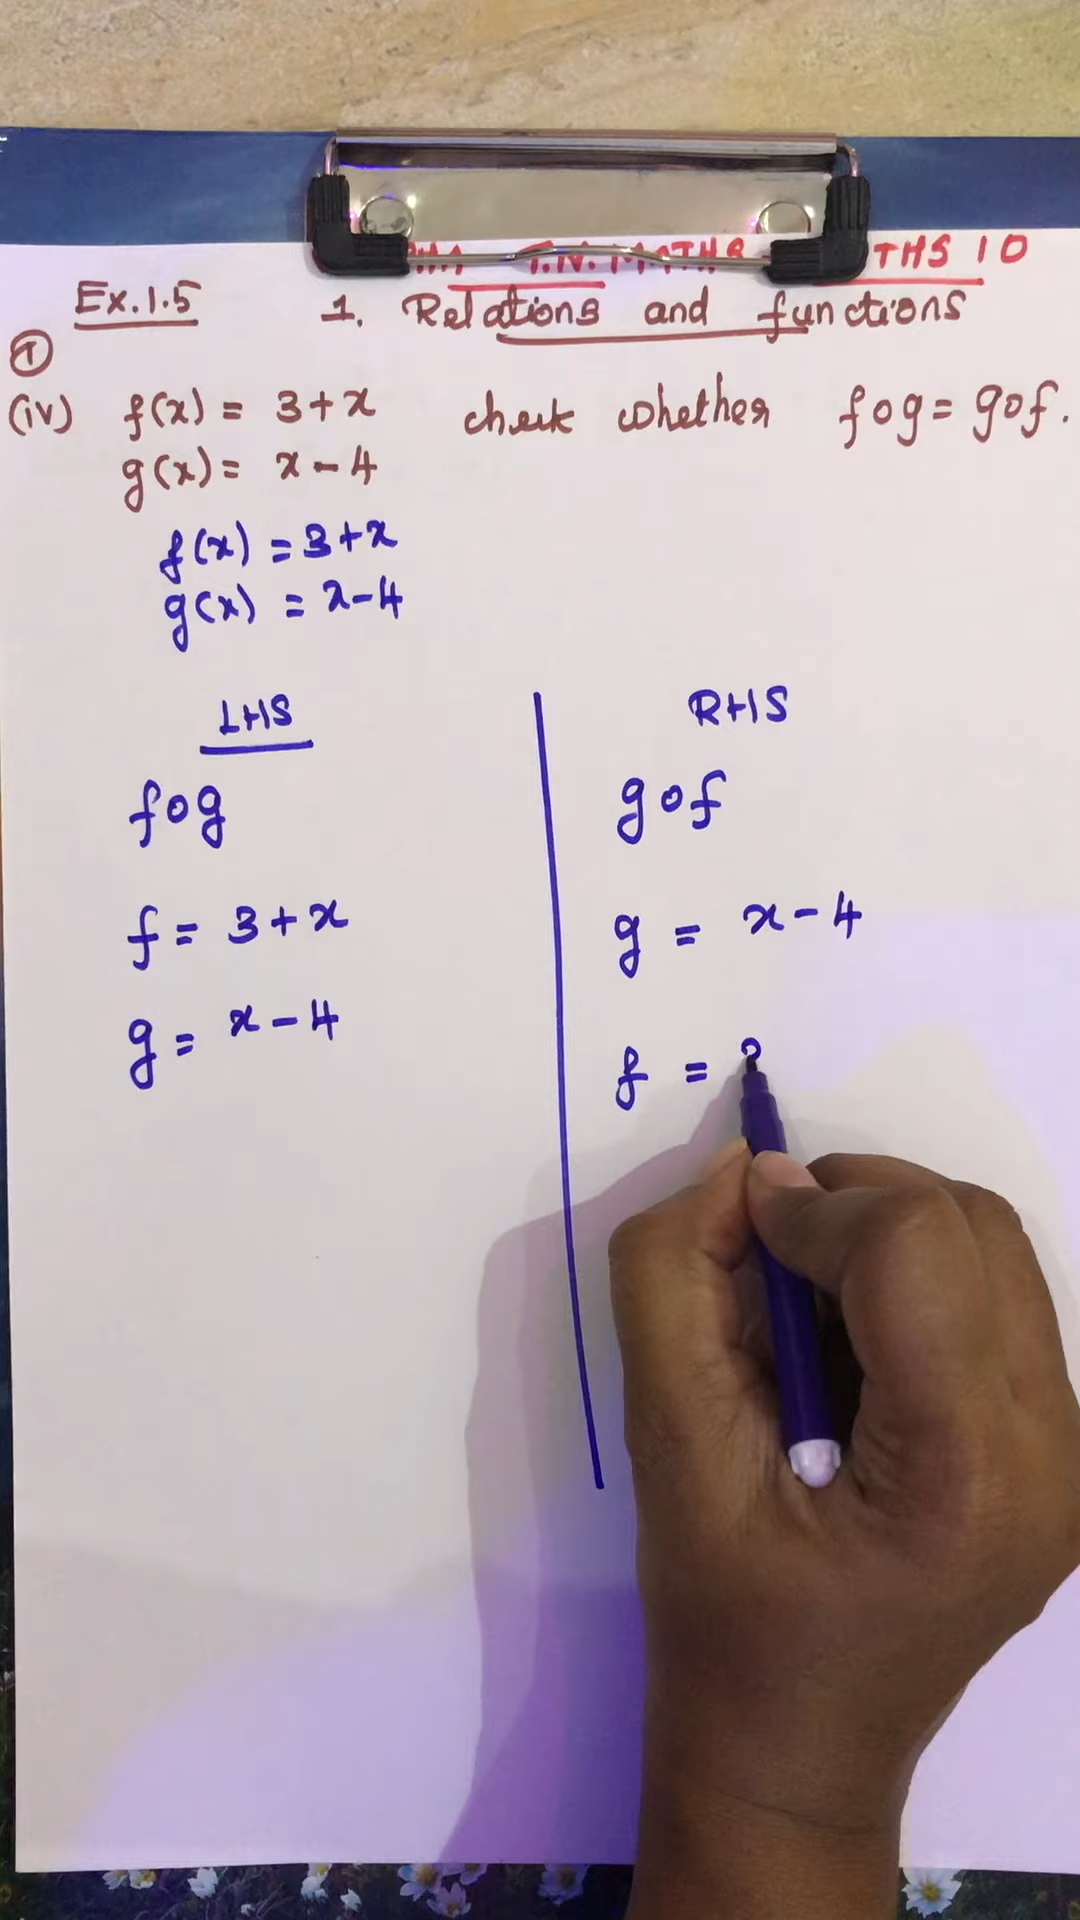 T.N. MATHS THS 10
Ex.1.5 1. Relations and functions
①
(iv) f(x) = 3+x check whether fog = gof.
g(x) = x-4
f(x) = 3+x
g(x) = x-4
LHS
fog
f = 3+x
g = x-4
RHS
gof
g = x-4
f =